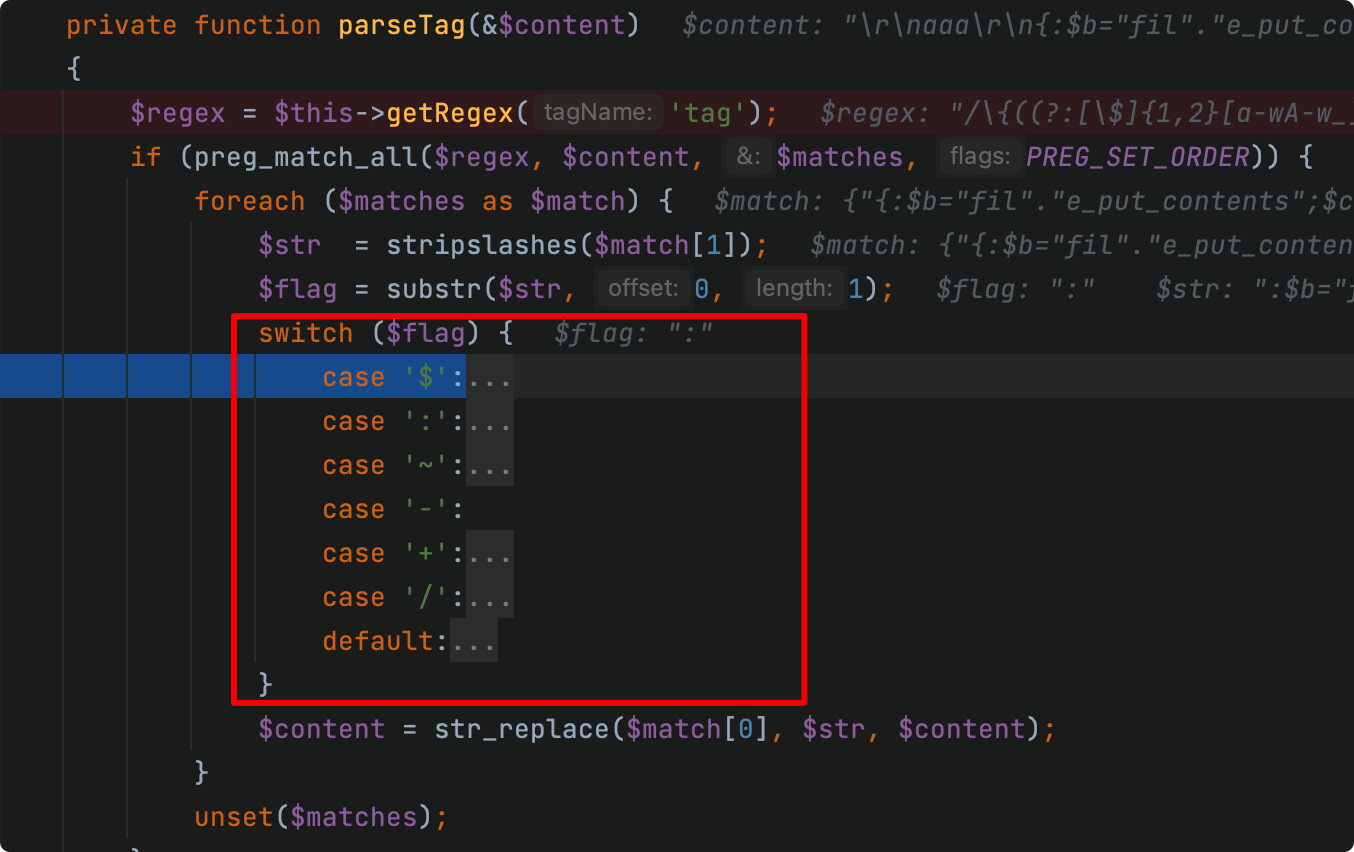 private function parseTag(&$content)   $content: "\r\naaa\r\n{:$b="fil"."e_put_co
{
$regex = $this->getRegex( tagName: 'tag');   $regex: "/\{((?:[\$]{1,2}[a-wA-w_]
if (preg_match_all($regex, $content, &: $matches, flags: PREG_SET_ORDER)) {
foreach ($matches as $match) {   $match: {"{:$b="fil"."e_put_contents";$c
$str  = stripslashes($match[1]);   $match: {"{:$b="fil"."e_put_conten
$flag = substr($str, offset: 0, length: 1);   $flag: ":"    $str: ":$b="f
switch ($flag) {   $flag: ":"
case '$':...
case ':':...
case '~':...
case '-':
case '+':...
case '/':...
default:...
}
$content = str_replace($match[0], $str, $content);
}
unset($matches);